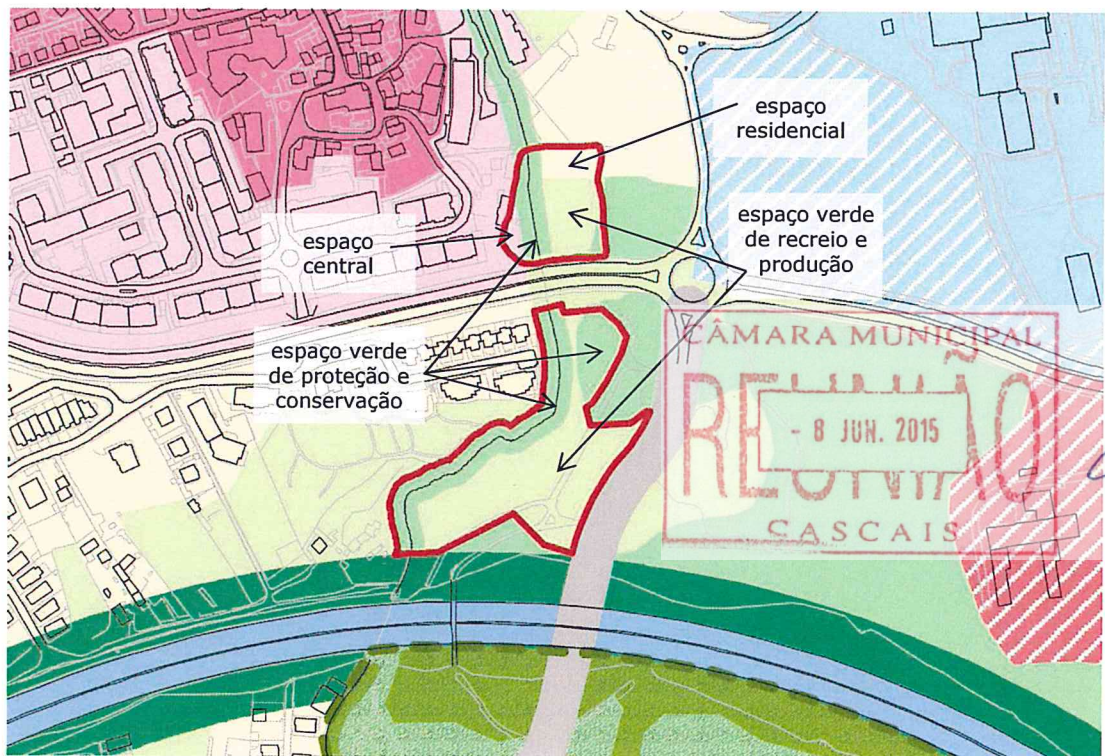 espaço
residencial
espaço verde
de recreio e
produção
espaço
central
espaço verde
de proteção e
conservação
CÂMARA MUNICIPAL
REUNIÃO
- 8 JUN. 2015
CASCAIS